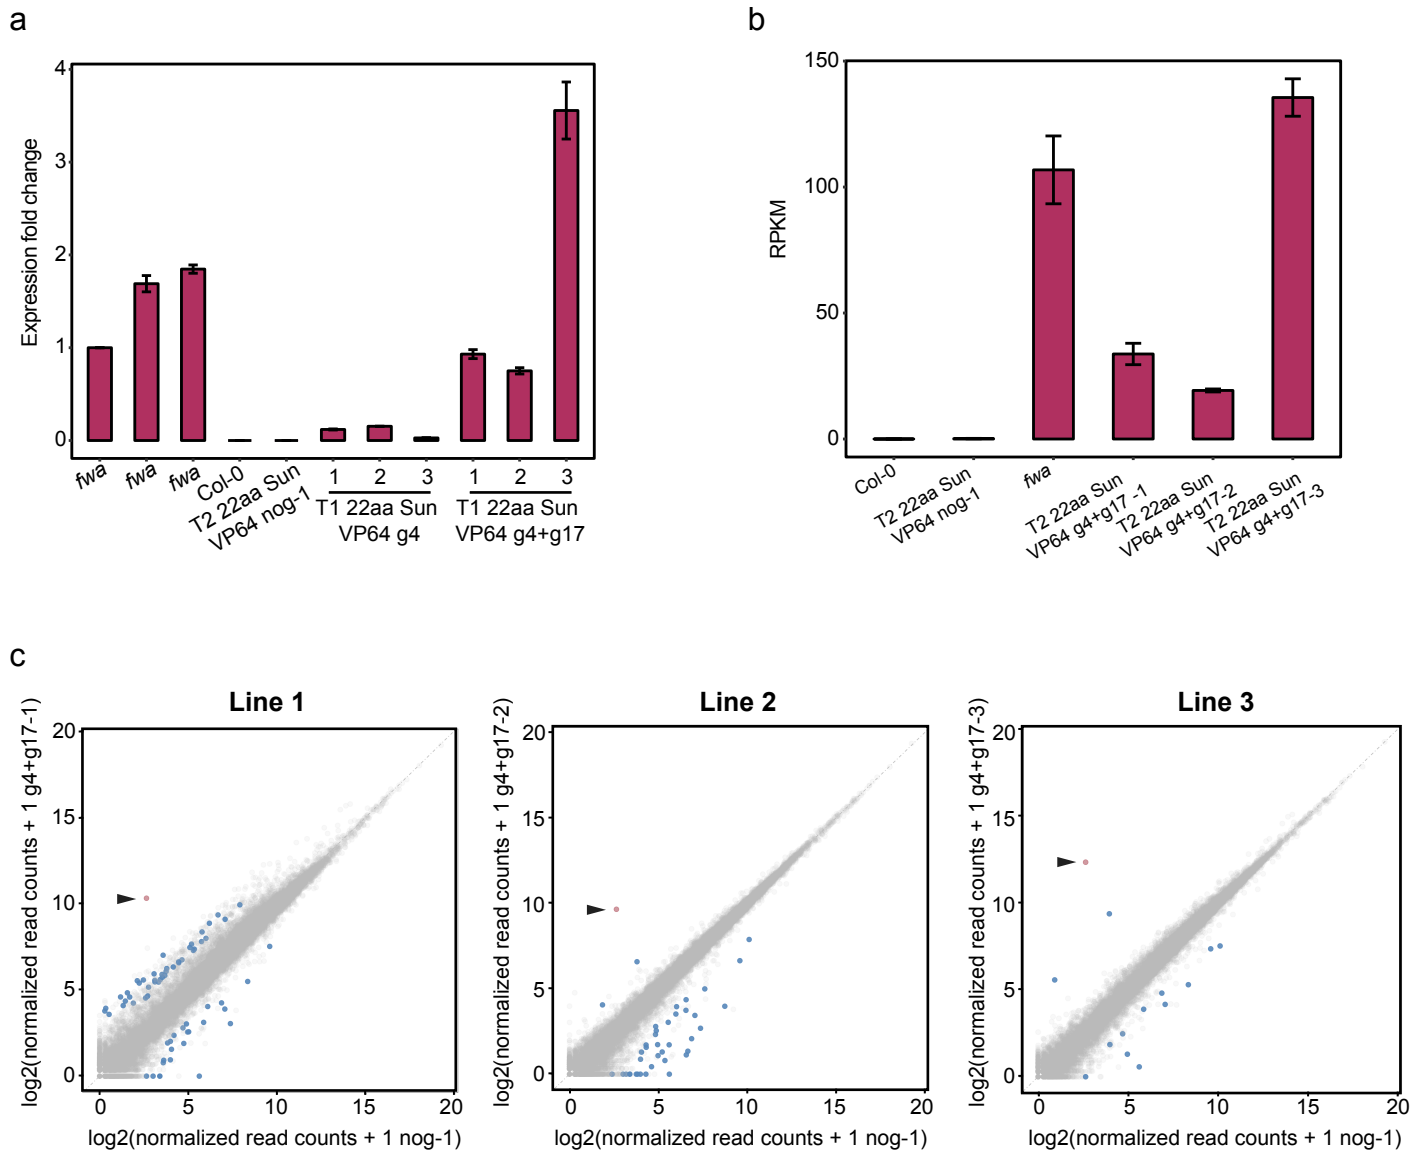 a
Expression fold change
4
3
2
1
0
fwa
fwa
fwa
Col-0
T2 22aa Sun
VP64 nog-1
1
2
3
T1 22aa Sun
VP64 g4
1
2
3
T1 22aa Sun
VP64 g4+g17
b
RPKM
150
100
50
0
Col-0
T2 22aa Sun
VP64 nog-1
fwa
T2 22aa Sun
VP64 g4+g17 -1
T2 22aa Sun
VP64 g4+g17-2
T2 22aa Sun
VP64 g4+g17-3
c
Line 1
log2(normalized read counts + 1 g4+g17-1)
20
15
10
5
0
0 5 10 15 20
log2(normalized read counts + 1 nog-1)
Line 2
log2(normalized read counts + 1 g4+g17-2)
20
15
10
5
0
0 5 10 15 20
log2(normalized read counts + 1 nog-1)
Line 3
log2(normalized read counts + 1 g4+g17-3)
20
15
10
5
0
0 5 10 15 20
log2(normalized read counts + 1 nog-1)